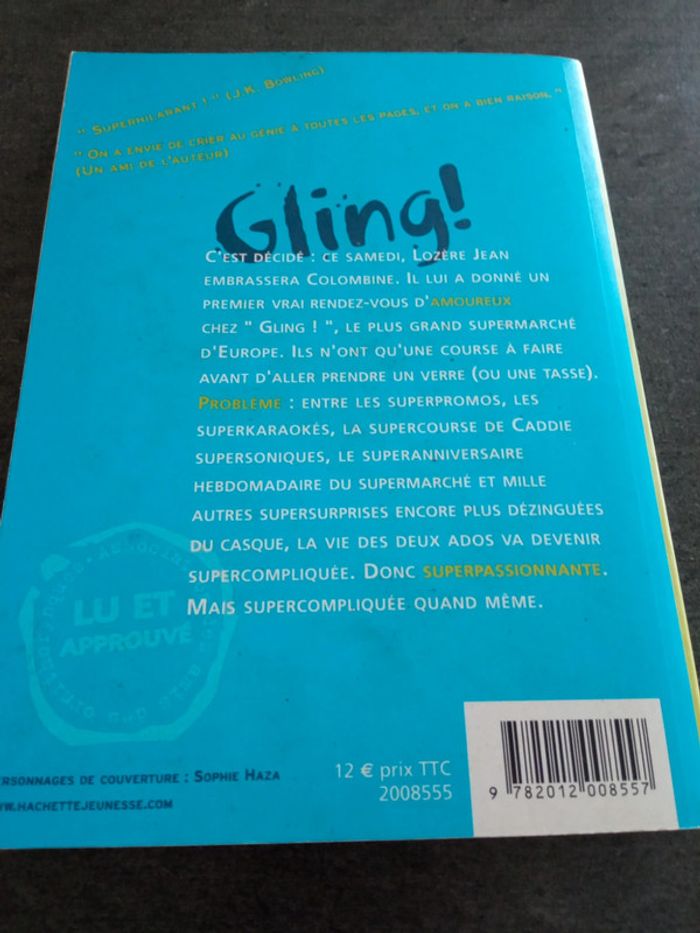 " Superhilarant ! " (J.K. Bowling)
" On a envie de crier au génie à toutes les pages, et on a bien raison. "
(Un ami de l'auteur)
Gling!
C'est décidé : ce samedi, Lozère Jean
embrassera Colombine. Il lui a donné un
premier vrai rendez-vous d'amoureux
chez " Gling ! ", le plus grand supermarché
d'Europe. Ils n'ont qu'une course à faire
avant d'aller prendre un verre (ou une tasse).
Problème : entre les superpromos, les
superkaraokés, la supercourse de Caddie
supersoniques, le superanniversaire
hebdomadaire du supermarché et mille
autres supersurprises encore plus dézinguées
du casque, la vie des deux ados va devenir
supercompliquée. Donc superpassionnante.
Mais supercompliquée quand même.
LU ET
APPROUVÉ
ersonnages de couverture : Sophie Haza
ww.hachettejeunesse.com
12 € prix TTC
2008555
9 782012 008557